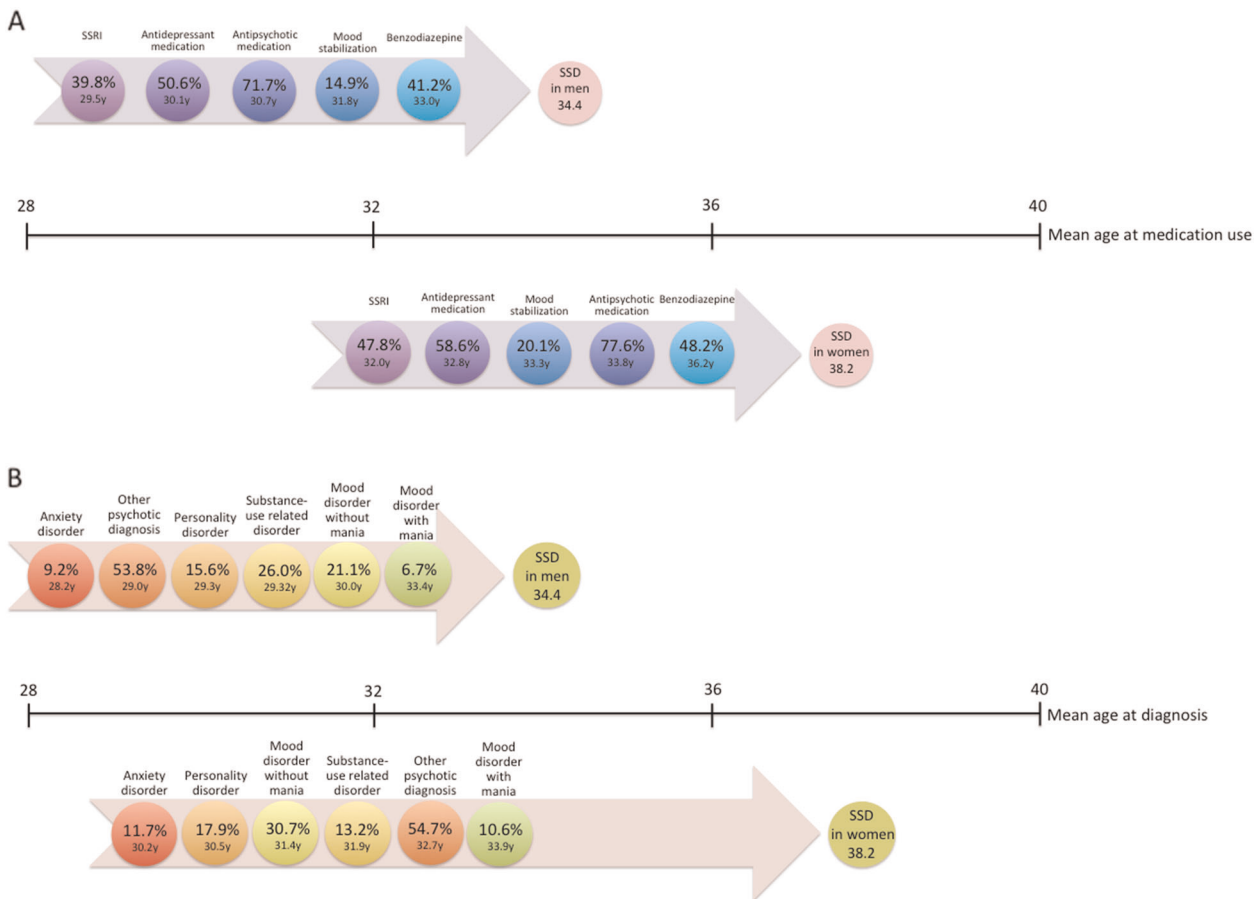 A
SSRI
Antidepressant
medication
Antipsychotic
medication
Mood
stabilization
Benzodiazepine
39.8%
29.5y
50.6%
30.1y
71.7%
30.7y
14.9%
31.8y
41.2%
33.0y
SSD
in men
34.4
28
32
36
40
Mean age at medication use
SSRI
Antidepressant
medication
Mood
stabilization
Antipsychotic
medication
Benzodiazepine
47.8%
32.0y
58.6%
32.8y
20.1%
33.3y
77.6%
33.8y
48.2%
36.2y
SSD
in women
38.2
B
Anxiety
disorder
Other
psychotic
diagnosis
Personality
disorder
Substance-
use related
disorder
Mood
disorder
without
mania
Mood
disorder
with
mania
9.2%
28.2y
53.8%
29.0y
15.6%
29.3y
26.0%
29.32y
21.1%
30.0y
6.7%
33.4y
SSD
in men
34.4
28
32
36
40
Mean age at diagnosis
Anxiety
disorder
Personality
disorder
Mood
disorder
without
mania
Substance-
use related
disorder
Other
psychotic
diagnosis
Mood
disorder
with
mania
11.7%
30.2y
17.9%
30.5y
30.7%
31.4y
13.2%
31.9y
54.7%
32.7y
10.6%
33.9y
SSD
in women
38.2